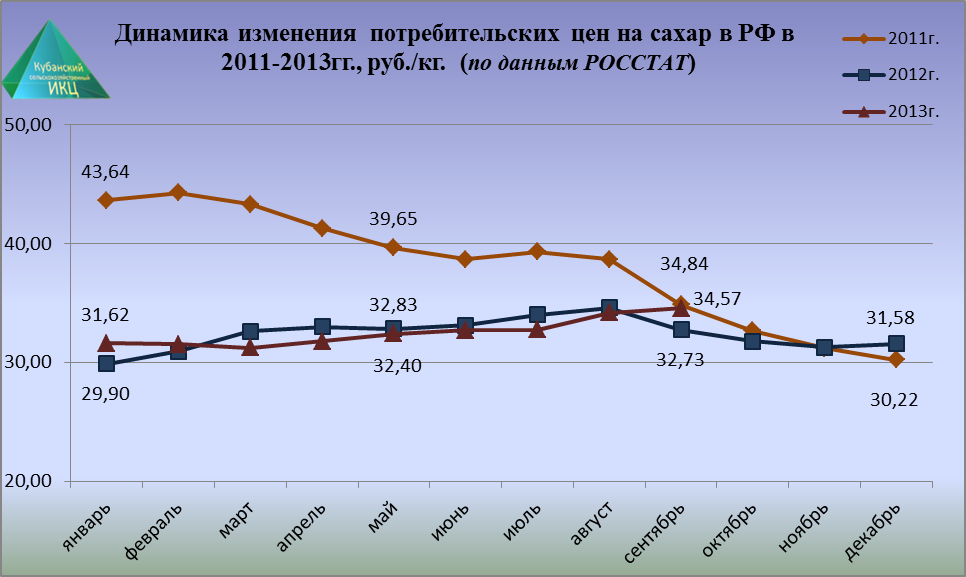 Динамика изменения потребительских цен на сахар в РФ в
2011-2013гг., руб./кг. (по данным РОССТАТ)
Кубанский
сельскохозяйственный
ИКЦ
2011г.
2012г.
2013г.
50,00
40,00
30,00
20,00
43,64
39,65
34,84
34,57
31,62
32,83
31,58
29,90
32,40
32,73
30,22
январь
февраль
март
апрель
май
июнь
июль
август
сентябрь
октябрь
ноябрь
декабрь